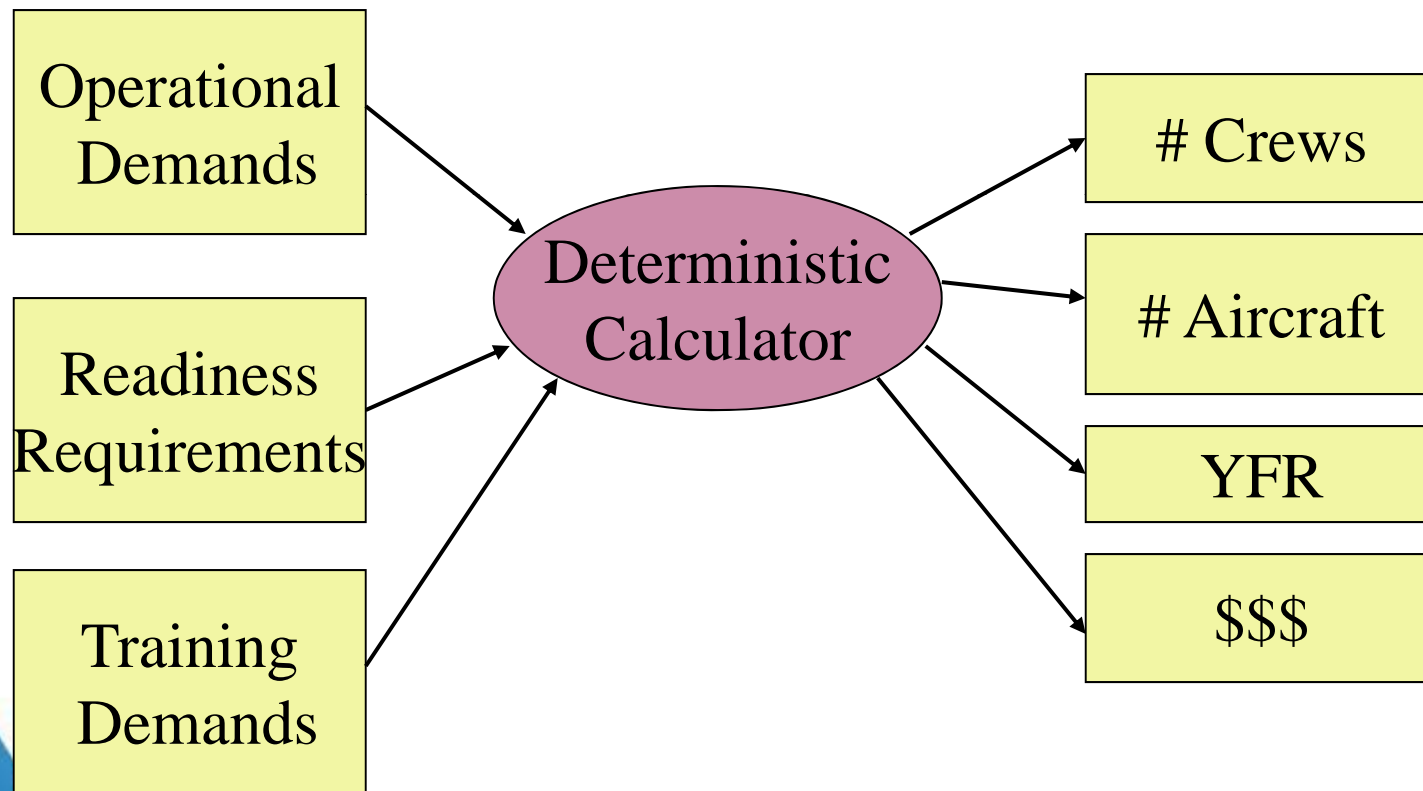 Operational
Demands
Readiness
Requirements
Training
Demands
Deterministic
Calculator
# Crews
# Aircraft
YFR
$$$